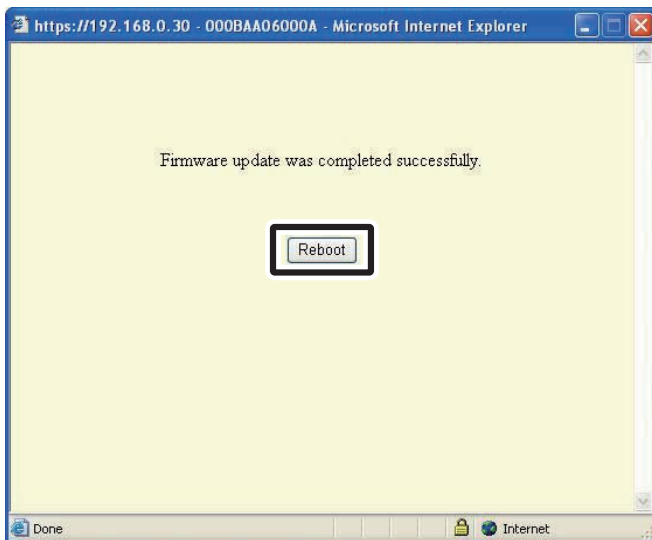 https://192.168.0.30 - 000BAA06000A - Microsoft Internet Explorer
Firmware update was completed successfully.
Reboot
Done
Internet